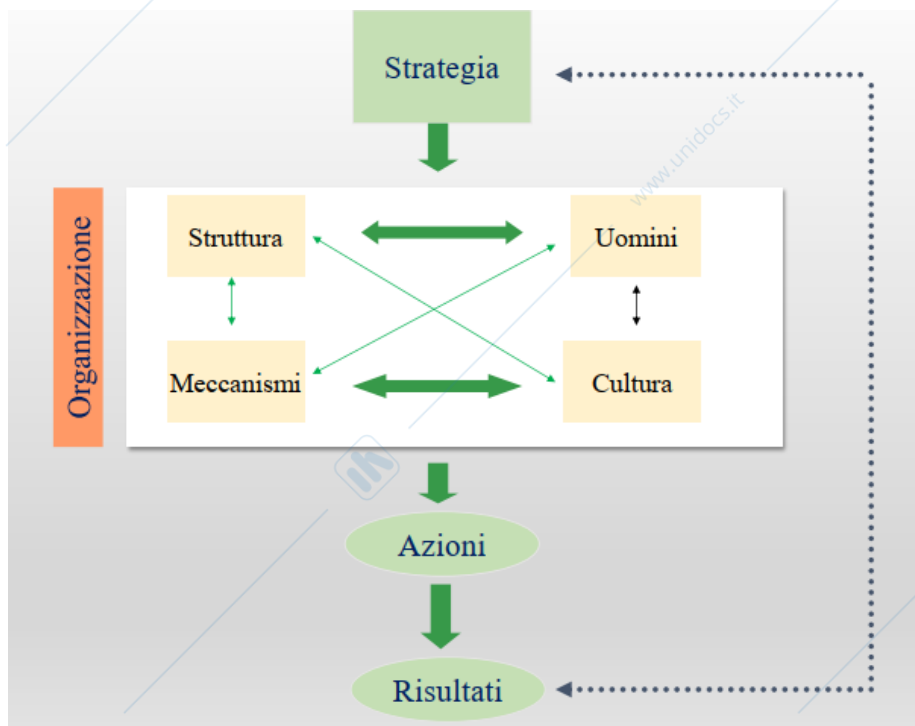 Strategia
www.unidocs.it
Organizzazione
Struttura
Uomini
Meccanismi
Cultura
Azioni
Risultati